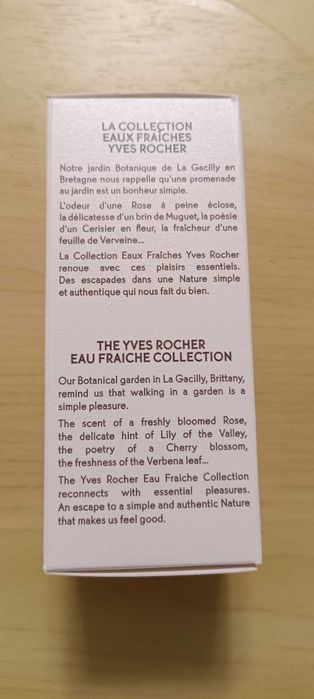 LA COLLECTION
EAUX FRAÎCHES
YVES ROCHER
Notre jardin Botanique de La Gacilly en
Bretagne nous rappelle qu'une promenade
au jardin est un bonheur simple.
L'odeur d'une Rose à peine éclose,
la délicatesse d'un brin de Muguet, la poésie
d'un Cerisier en fleur, la fraîcheur d'une
feuille de Verveine...
La Collection Eaux Fraîches Yves Rocher
renoue avec ces plaisirs essentiels.
Des escapades dans une Nature simple
et authentique qui nous fait du bien.
THE YVES ROCHER
EAU FRAICHE COLLECTION
Our Botanical garden in La Gacilly, Brittany,
remind us that walking in a garden is a
simple pleasure.
The scent of a freshly bloomed Rose,
the delicate hint of Lily of the Valley,
the poetry of a Cherry blossom,
the freshness of the Verbena leaf...
The Yves Rocher Eau Fraiche Collection
reconnects with essential pleasures.
An escape to a simple and authentic Nature
that makes us feel good.